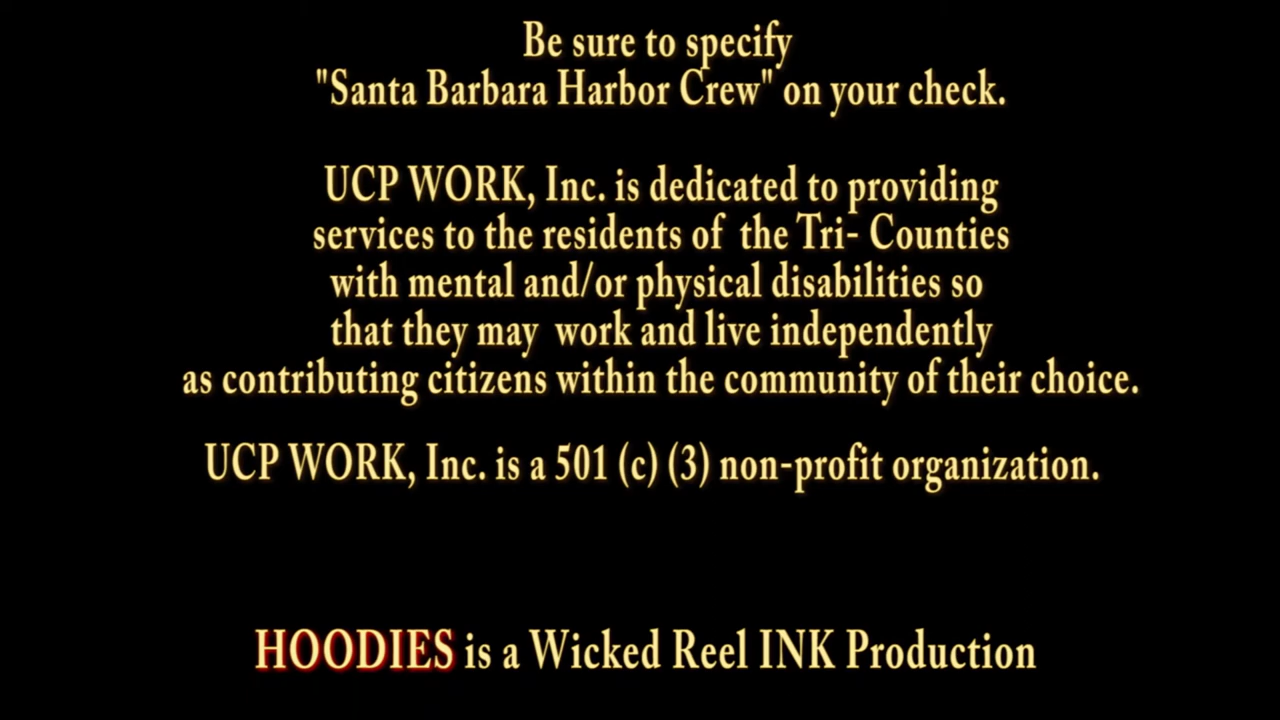 Be sure to specify
"Santa Barbara Harbor Crew" on your check.
UCP WORK, Inc. is dedicated to providing
services to the residents of the Tri- Counties
with mental and/or physical disabilities so
that they may work and live independently
as contributing citizens within the community of their choice.
UCP WORK, Inc. is a 501 (c) (3) non-profit organization.
HOODIES is a Wicked Reel INK Production